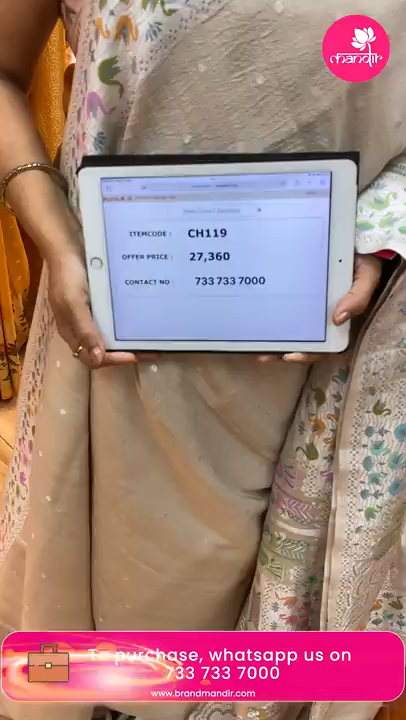 mandir
ITEMCODE : CH119
OFFER PRICE : 27,360
CONTACT NO : 733 733 7000
To purchase, whatsapp us on
733 733 7000
www.brandmandir.com